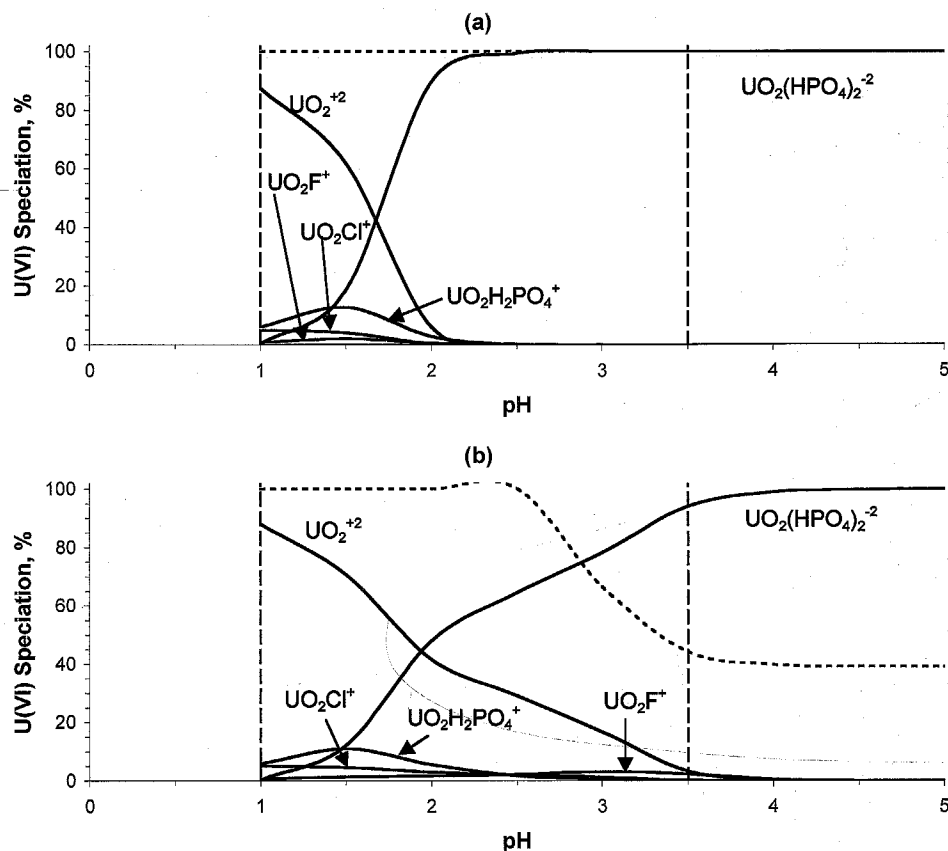 (a)
U(VI) Speciation, %
100
80
60
40
20
0
UO₂⁺²
UO₂F⁺
UO₂Cl⁺
UO₂H₂PO₄⁺
UO₂(HPO₄)₂⁻²
0 1 2 3 4 5
pH
(b)
U(VI) Speciation, %
100
80
60
40
20
0
UO₂⁺²
UO₂(HPO₄)₂⁻²
UO₂Cl⁺
UO₂H₂PO₄⁺
UO₂F⁺
0 1 2 3 4 5
pH